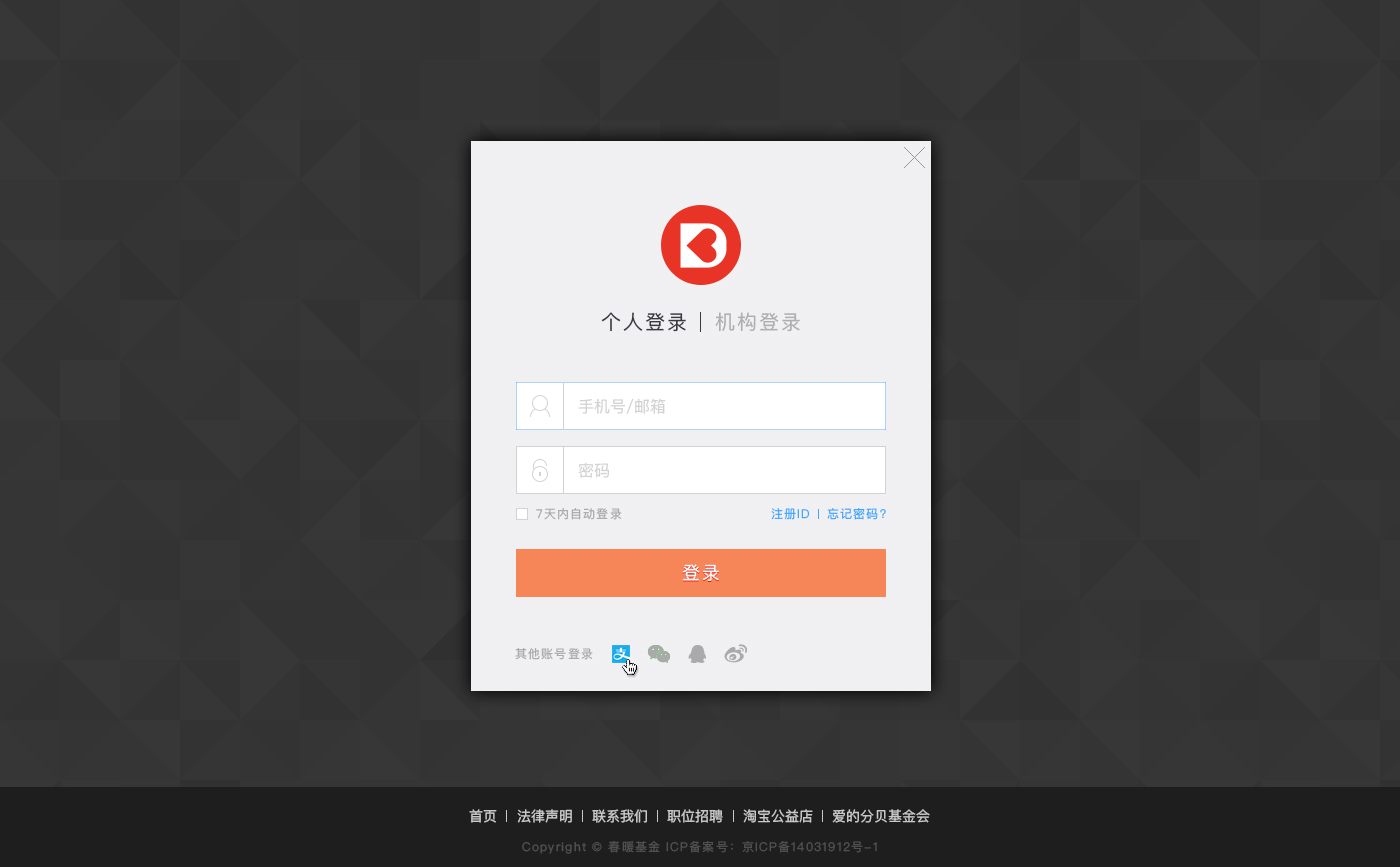 个人登录 | 机构登录
手机号/邮箱
密码
7天内自动登录 注册ID | 忘记密码?
登录
其他账号登录 支
首页 | 法律声明 | 联系我们 | 职位招聘 | 淘宝公益店 | 爱的分贝基金会
Copyright © 春暖基金 ICP备案号：京ICP备14031912号-1